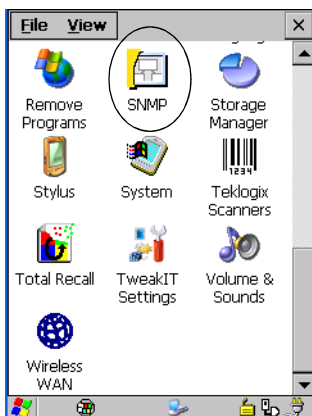 File View
Remove
Programs
SNMP
Storage
Manager
Stylus
System
1234
Teklogix
Scanners
Total Recall
TweakIT
Settings
Volume &
Sounds
Wireless
WAN